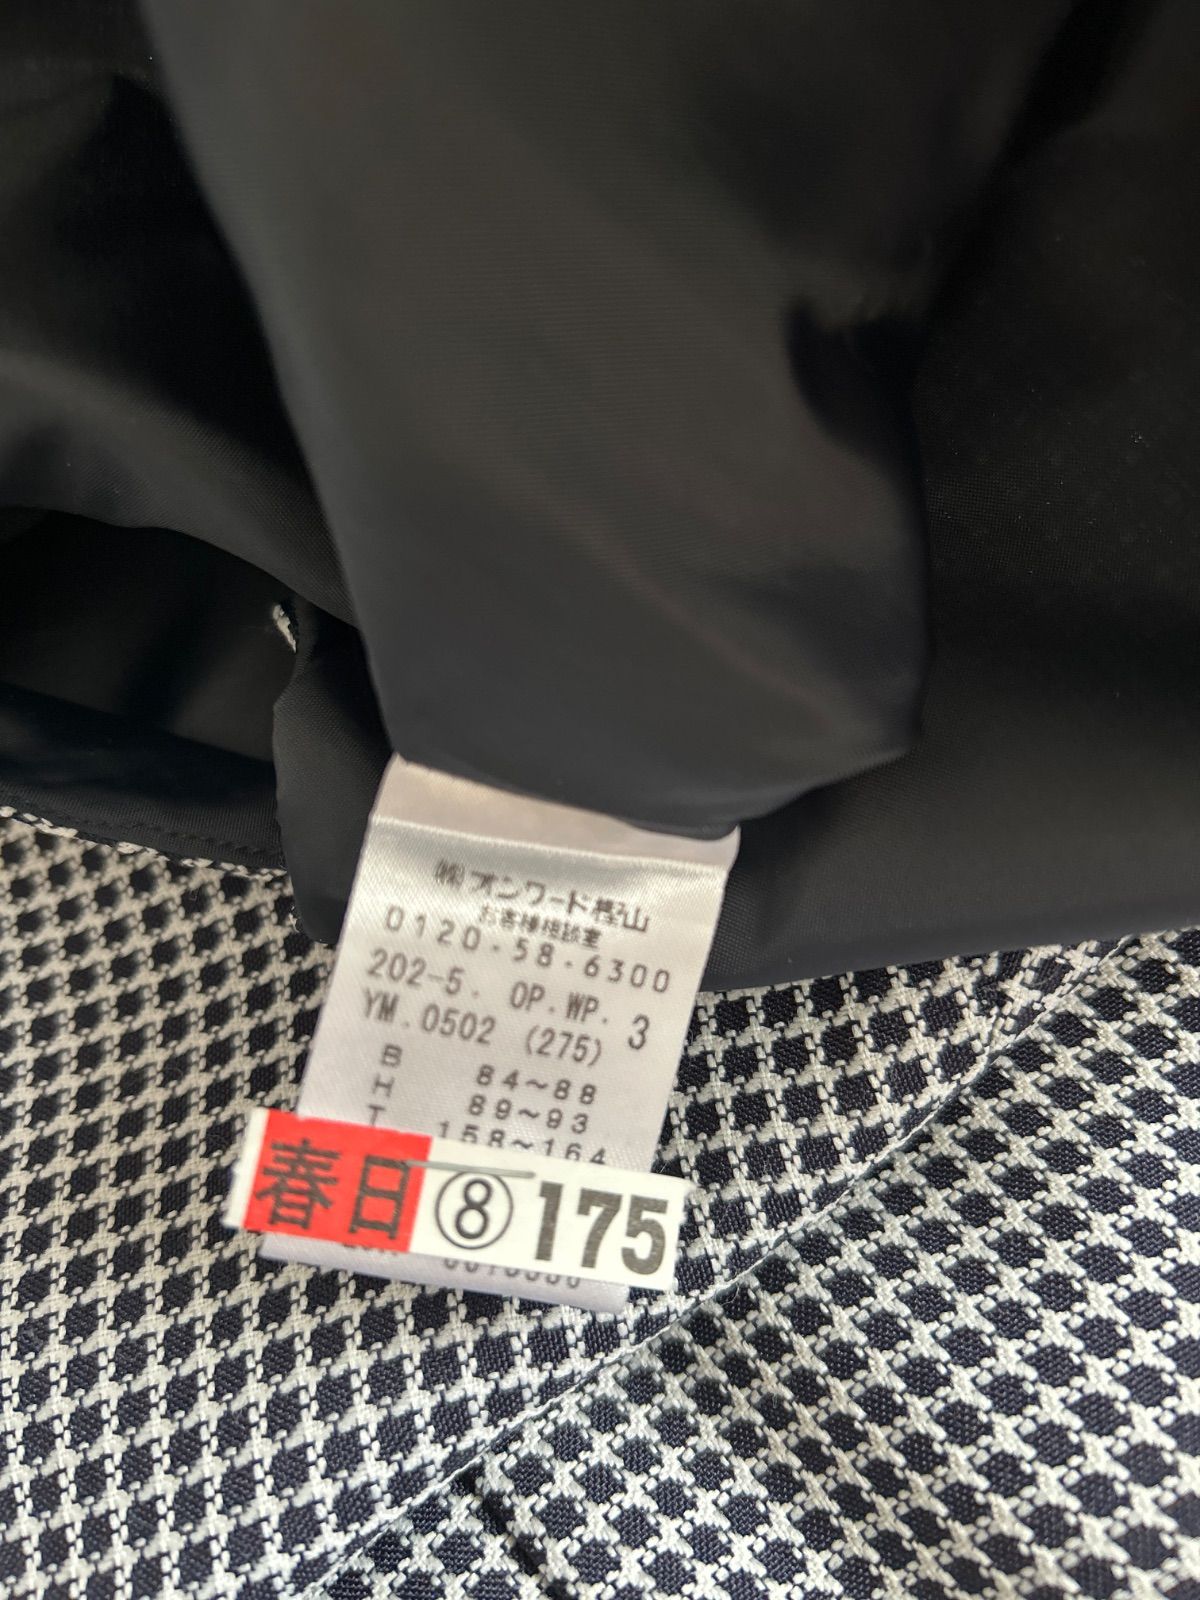 ㈱オンワード樫山
お客様相談室
0120・58・6300
202-5. OP.WP. 3
YM.0502 (275)
B 84～88
H 89～93
T 158～164
春日 ⑧ 175